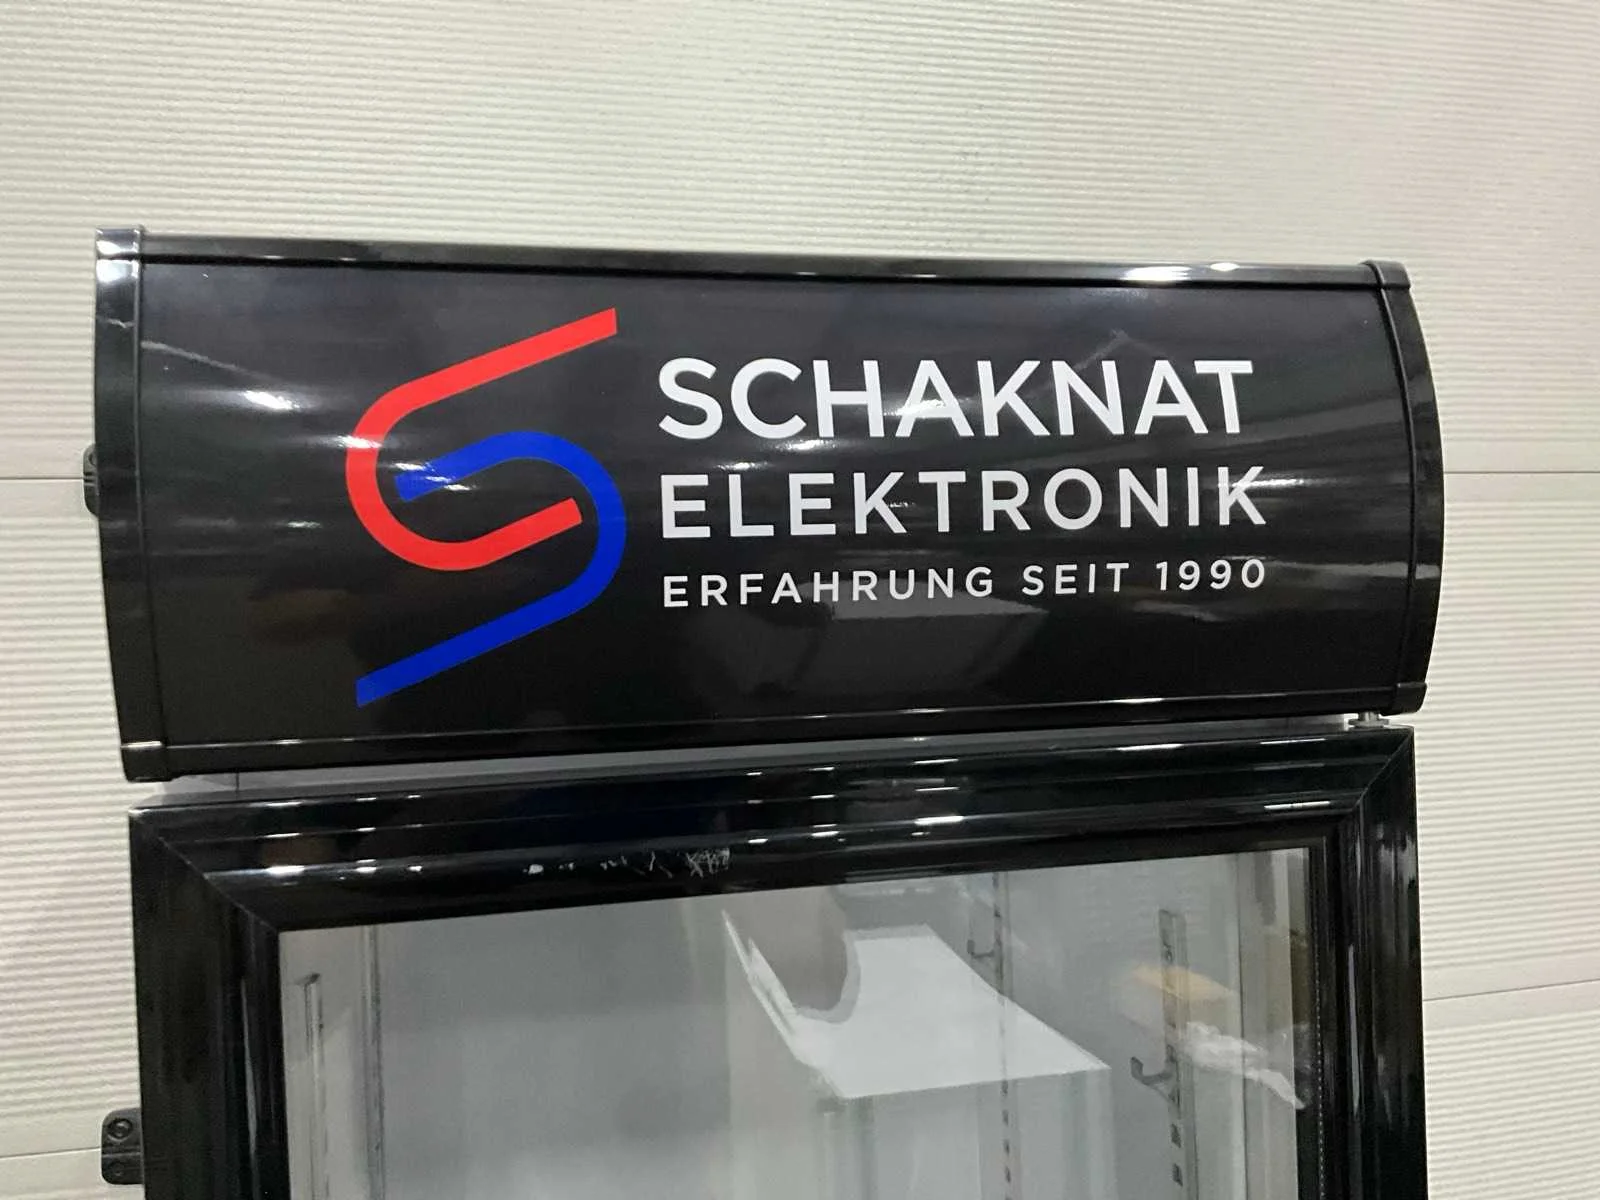 SCHAKNAT
ELEKTRONIK
ERFAHRUNG SEIT 1990